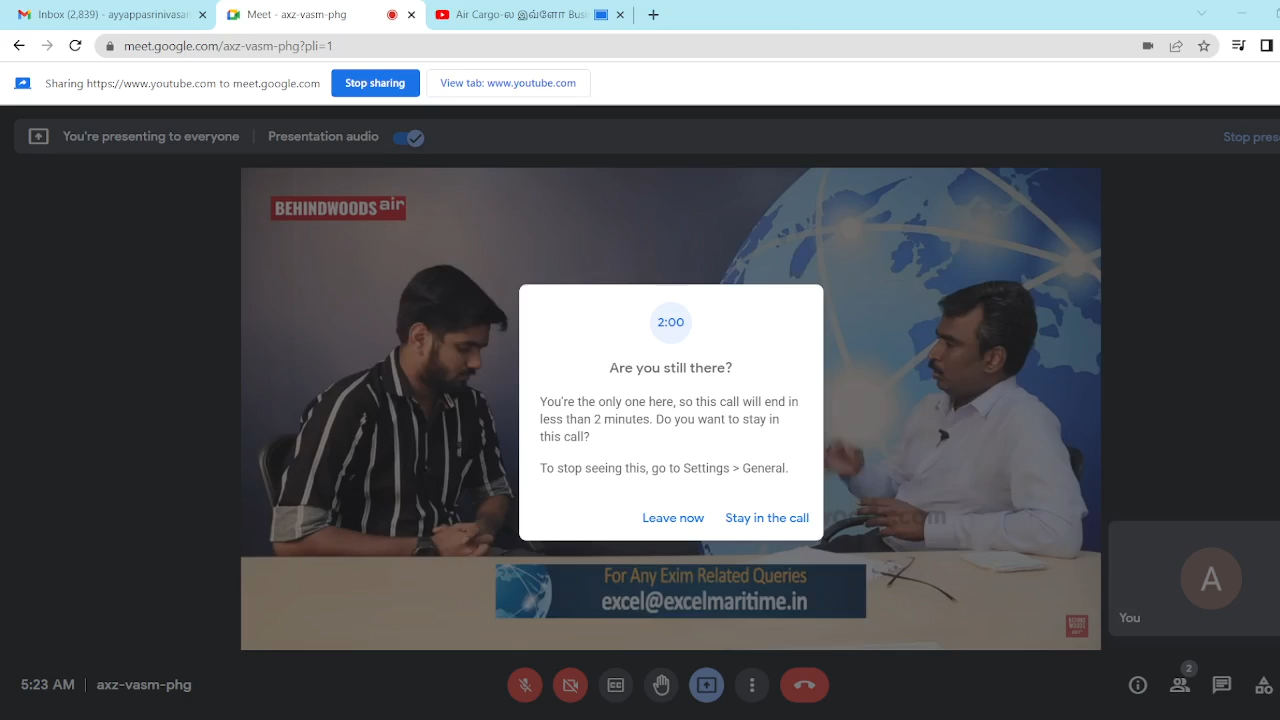 Inbox (2,839) - ayyappasrinivasar
Meet - axz-vasm-phg
Air Cargo-ல இவ்ளோ Busi
meet.google.com/axz-vasm-phg?pli=1
Sharing https://www.youtube.com to meet.google.com
Stop sharing
View tab: www.youtube.com
You're presenting to everyone
Presentation audio
Stop pres
BEHINDWOODS air
2:00
Are you still there?
You're the only one here, so this call will end in
less than 2 minutes. Do you want to stay in
this call?
To stop seeing this, go to Settings > General.
Leave now
Stay in the call
.com
For Any Exim Related Queries
excel@excelmaritime.in
A
You
5:23 AM
axz-vasm-phg
CC
2